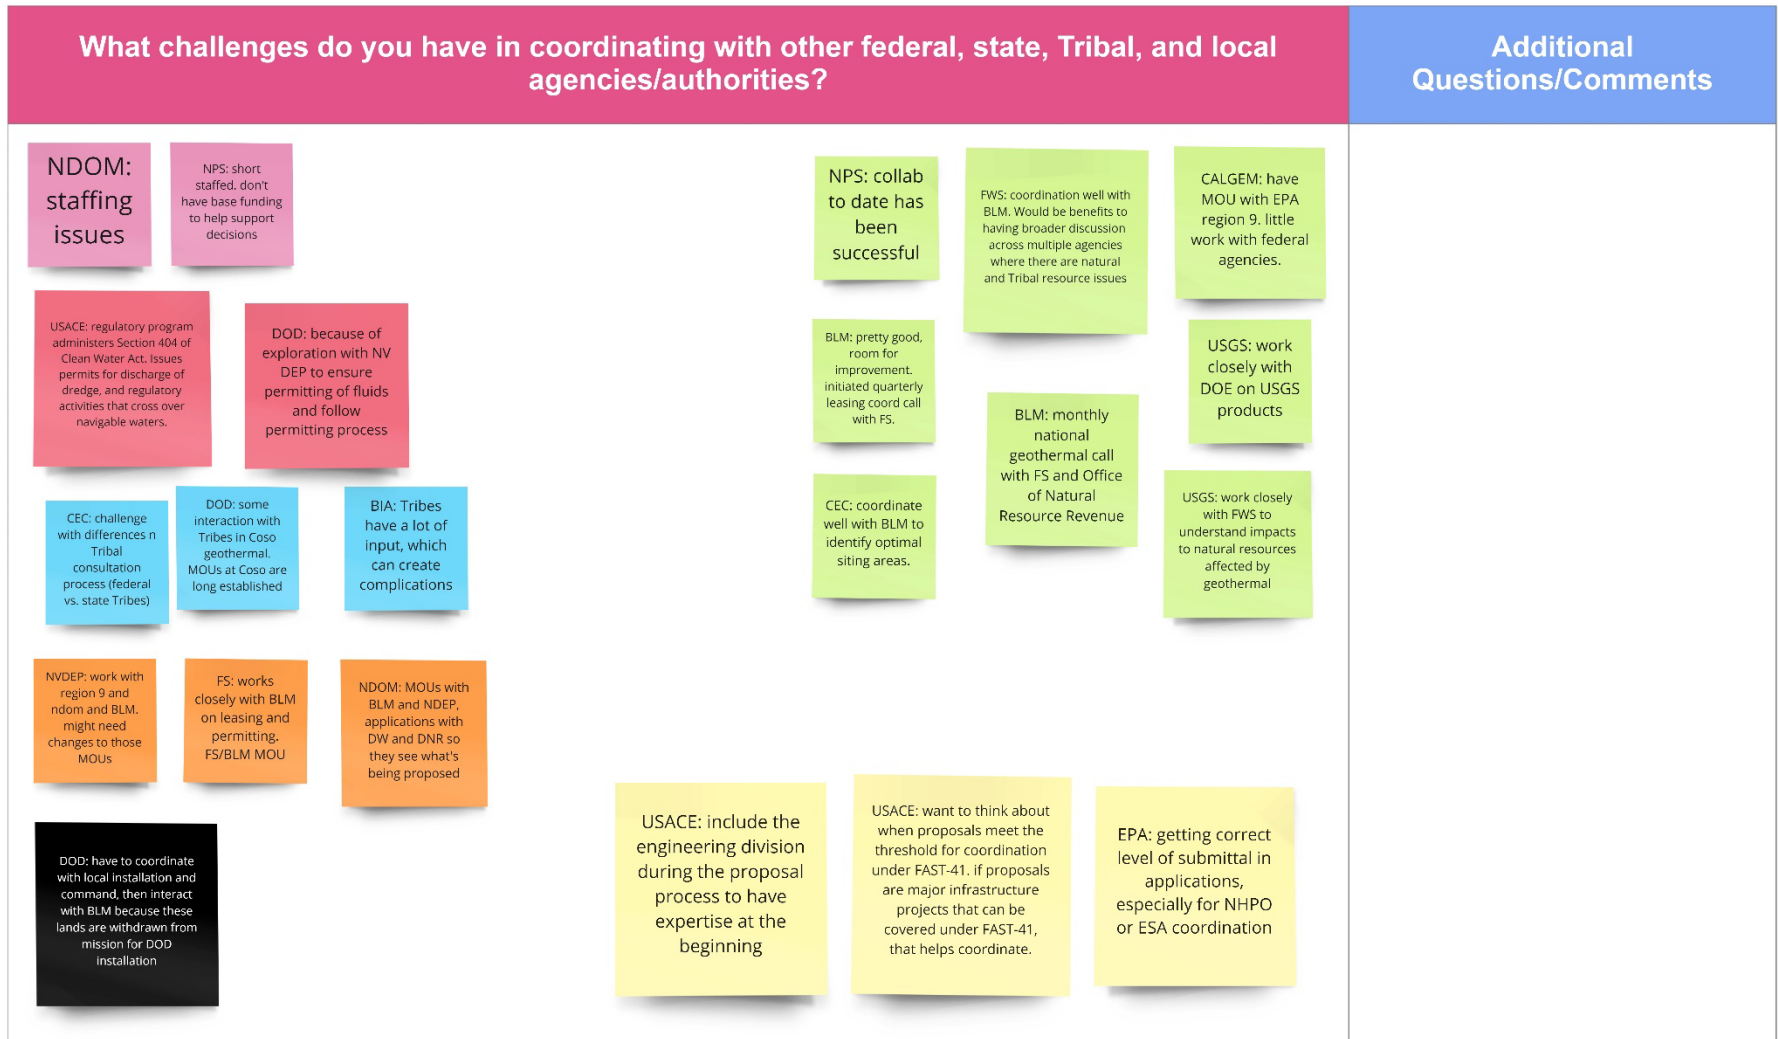 What challenges do you have in coordinating with other federal, state, Tribal, and local
agencies/authorities?
Additional
Questions/Comments
NDOM:
staffing
issues
NPS: short
staffed. don't
have base funding
to help support
decisions
NPS: collab
to date has
been
successful
FWS: coordination well with
BLM. Would be benefits to
having broader discussion
across multiple agencies
where there are natural
and Tribal resource issues
CALGEM: have
MOU with EPA
region 9. little
work with federal
agencies.
USACE: regulatory program
administers Section 404 of
Clean Water Act. Issues
permits for discharge of
dredge, and regulatory
activities that cross over
navigable waters.
DOD: because of
exploration with NV
DEP to ensure
permitting of fluids
and follow
permitting process
BLM: pretty good,
room for
improvement.
initiated quarterly
leasing coord call
with FS.
BLM: monthly
national
geothermal call
with FS and Office
of Natural
Resource Revenue
USGS: work
closely with
DOE on USGS
products
CEC: challenge
with differences n
Tribal
consultation
process (federal
vs. state Tribes)
DOD: some
interaction with
Tribes in Coso
geothermal.
MOUs at Coso are
long established
BIA: Tribes
have a lot of
input, which
can create
complications
CEC: coordinate
well with BLM to
identify optimal
siting areas.
USGS: work closely
with FWS to
understand impacts
to natural resources
affected by
geothermal
NVDEP: work with
region 9 and
ndom and BLM.
might need
changes to those
MOUs
FS: works
closely with BLM
on leasing and
permitting.
FS/BLM MOU
NDOM: MOUs with
BLM and NDEP,
applications with
DW and DNR so
they see what's
being proposed
DOD: have to coordinate
with local installation and
command, then interact
with BLM because these
lands are withdrawn from
mission for DOD
installation
USACE: include the
engineering division
during the proposal
process to have
expertise at the
beginning
USACE: want to think about
when proposals meet the
threshold for coordination
under FAST-41. if proposals
are major infrastructure
projects that can be
covered under FAST-41,
that helps coordinate.
EPA: getting correct
level of submittal in
applications,
especially for NHPO
or ESA coordination